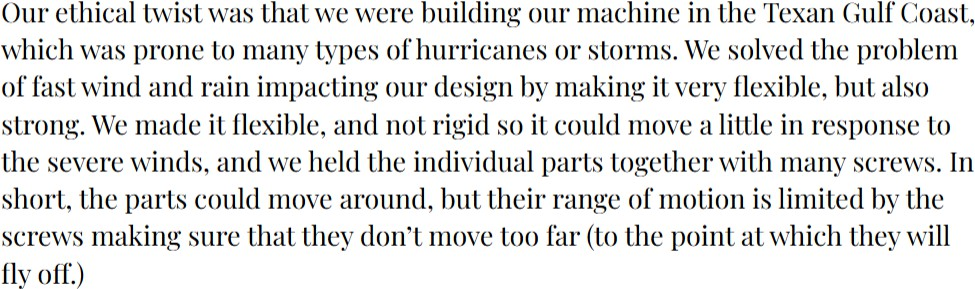 Our ethical twist was that we were building our machine in the Texan Gulf Coast,
which was prone to many types of hurricanes or storms. We solved the problem
of fast wind and rain impacting our design by making it very flexible, but also
strong. We made it flexible, and not rigid so it could move a little in response to
the severe winds, and we held the individual parts together with many screws. In
short, the parts could move around, but their range of motion is limited by the
screws making sure that they don’t move too far (to the point at which they will
fly off.)